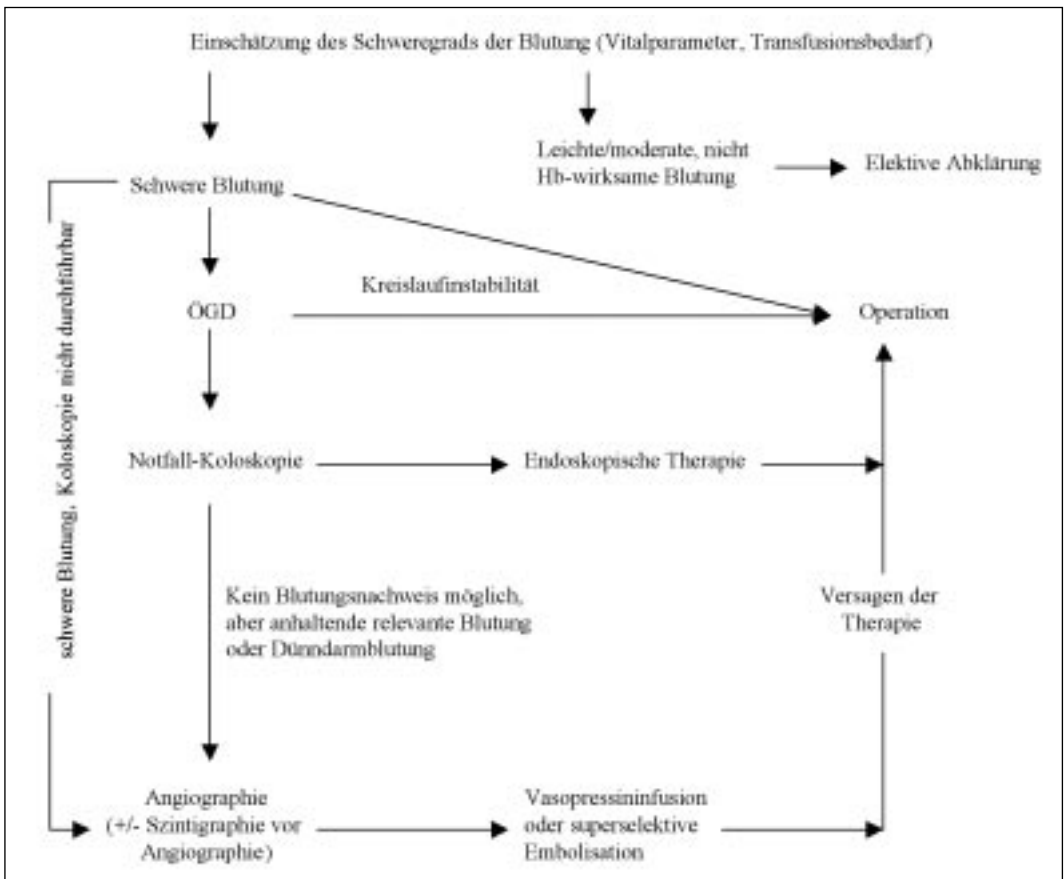 Einschätzung des Schweregrads der Blutung (Vitalparameter, Transfusionsbedarf)
Leichte/moderate, nicht
Hb-wirksame Blutung
Elektive Abklärung
Schwere Blutung
schwere Blutung, Koloskopie nicht durchführbar
Kreislaufinstabilität
ÖGD
Operation
Notfall-Koloskopie
Endoskopische Therapie
Kein Blutungsnachweis möglich,
aber anhaltende relevante Blutung
oder Dünndarmblutung
Versagen der
Therapie
Angiographie
(+/- Szintigraphie vor
Angiographie)
Vasopressininfusion
oder superselektive
Embolisation